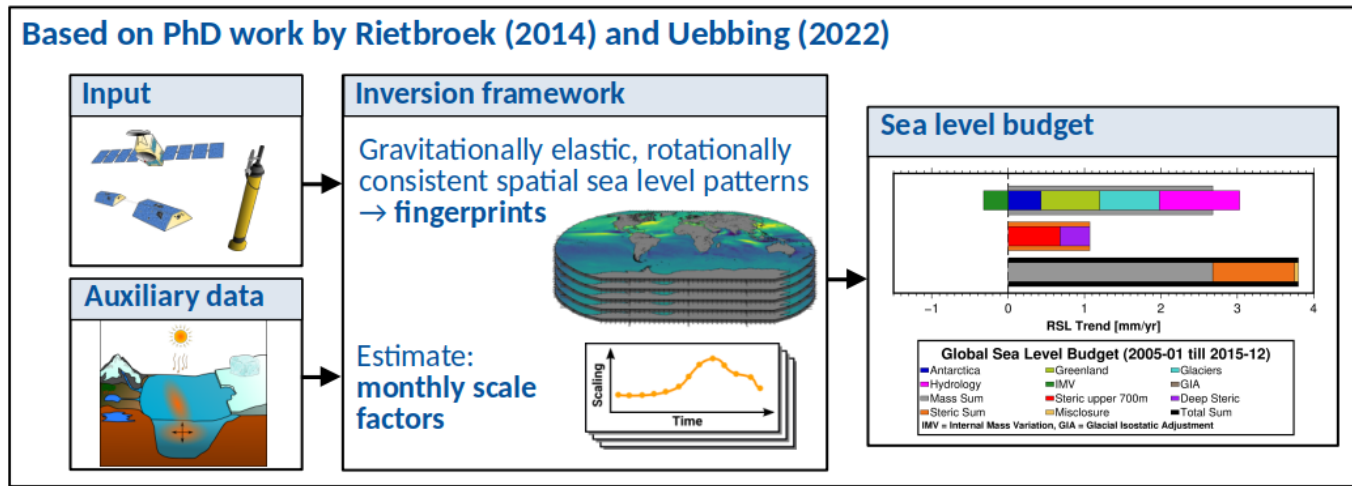 Based on PhD work by Rietbroek (2014) and Uebbing (2022)
Input
Auxiliary data
Inversion framework
Gravitationally elastic, rotationally
consistent spatial sea level patterns
→ fingerprints
Estimate:
monthly scale
factors
Scaling
Time
Sea level budget
−1 0 1 2 3 4
RSL Trend [mm/yr]
Global Sea Level Budget (2005-01 till 2015-12)
Antarctica Greenland Glaciers
Hydrology IMV GIA
Mass Sum Steric upper 700m Deep Steric
Steric Sum Misclosure Total Sum
IMV = Internal Mass Variation, GIA = Glacial Isostatic Adjustment